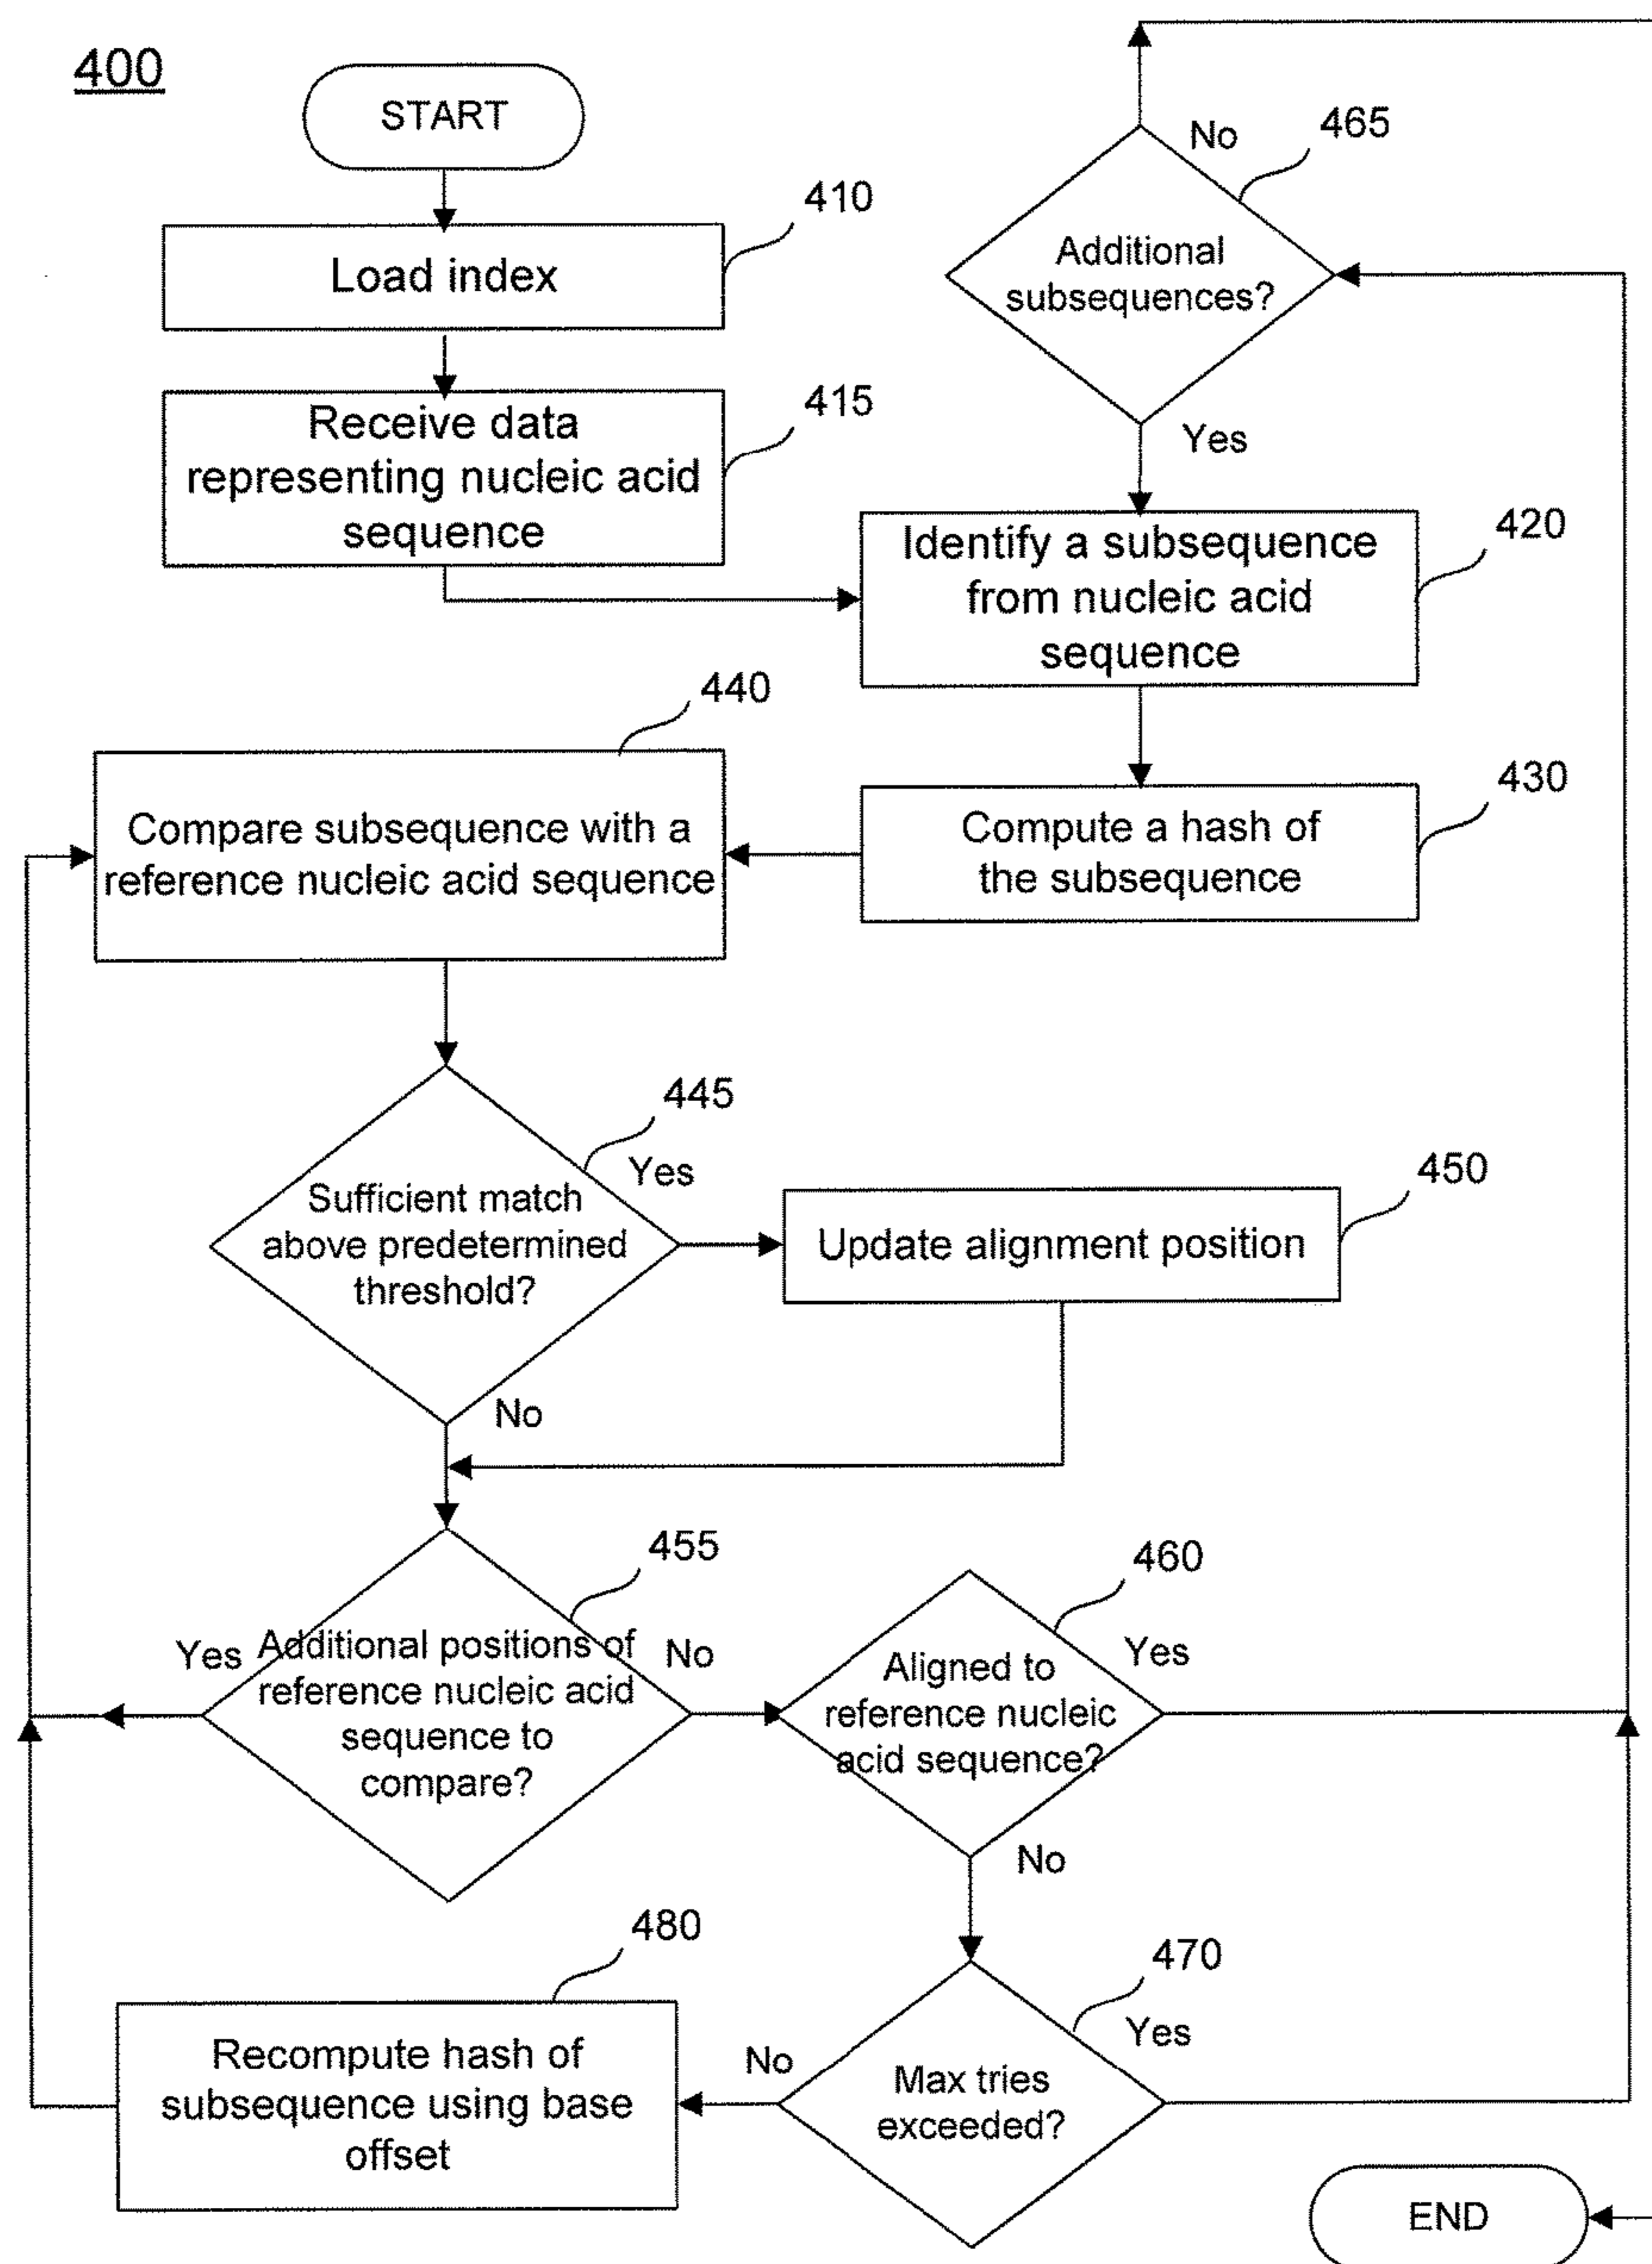 400
START
410
Load index
415
Receive data
representing nucleic acid
sequence
No
465
Additional
subsequences?
Yes
420
Identify a subsequence
from nucleic acid
sequence
430
Compute a hash of
the subsequence
440
Compare subsequence with a
reference nucleic acid sequence
445
Yes
Sufficient match
above predetermined
threshold?
No
450
Update alignment position
455
Yes
Additional positions of
reference nucleic acid
sequence to
compare?
No
460
Yes
Aligned to
reference nucleic
acid sequence?
No
470
Yes
Max tries
exceeded?
No
480
Recompute hash of
subsequence using base
offset
END